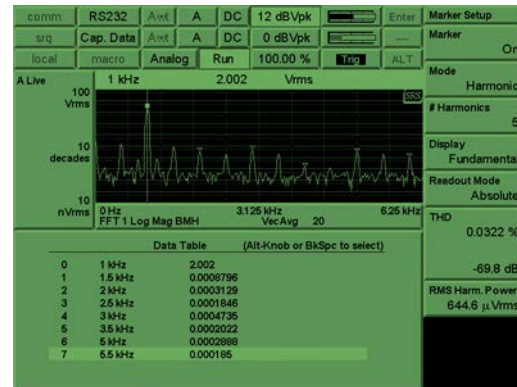 comm RS232 Awt A DC 12 dBVpk Enter
srq Cap. Data Awt A DC 0 dBVpk
local macro Analog Run 100.00 % Trig ALT
A Live 1 kHz 2.002 Vrms
100
Vrms
SRS
10
decades
10
nVrms
0 Hz 3.125 kHz 6.25 kHz
FFT 1 Log Mag BMH VecAvg 20
Data Table (Alt-Knob or BkSpc to select)
0 1 kHz 2.002
1 1.5 kHz 0.0008796
2 2 kHz 0.0003129
3 2.5 kHz 0.0001846
4 3 kHz 0.0004735
5 3.5 kHz 0.0002022
6 5 kHz 0.0002888
7 5.5 kHz 0.000185
Marker Setup
Marker
On
Mode
Harmonic
# Harmonics
5
Display
Fundamental
Readout Mode
Absolute
THD
0.0322 %
-69.8 dB
RMS Harm. Power
644.6 µVrms